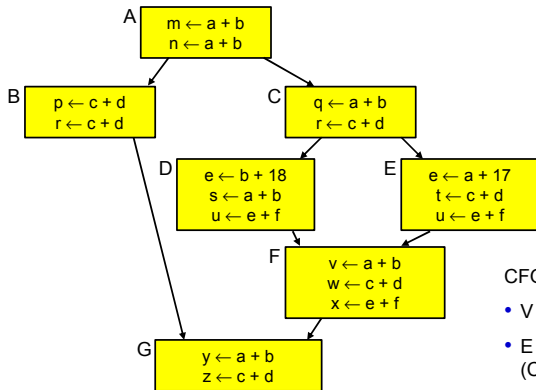 A
m ← a + b
n ← a + b
B
p ← c + d
r ← c + d
C
q ← a + b
r ← c + d
D
e ← b + 18
s ← a + b
u ← e + f
E
e ← a + 17
t ← c + d
u ← e + f
F
v ← a + b
w ← c + d
x ← e + f
G
y ← a + b
z ← c + d
CFG
• V
• E
(C